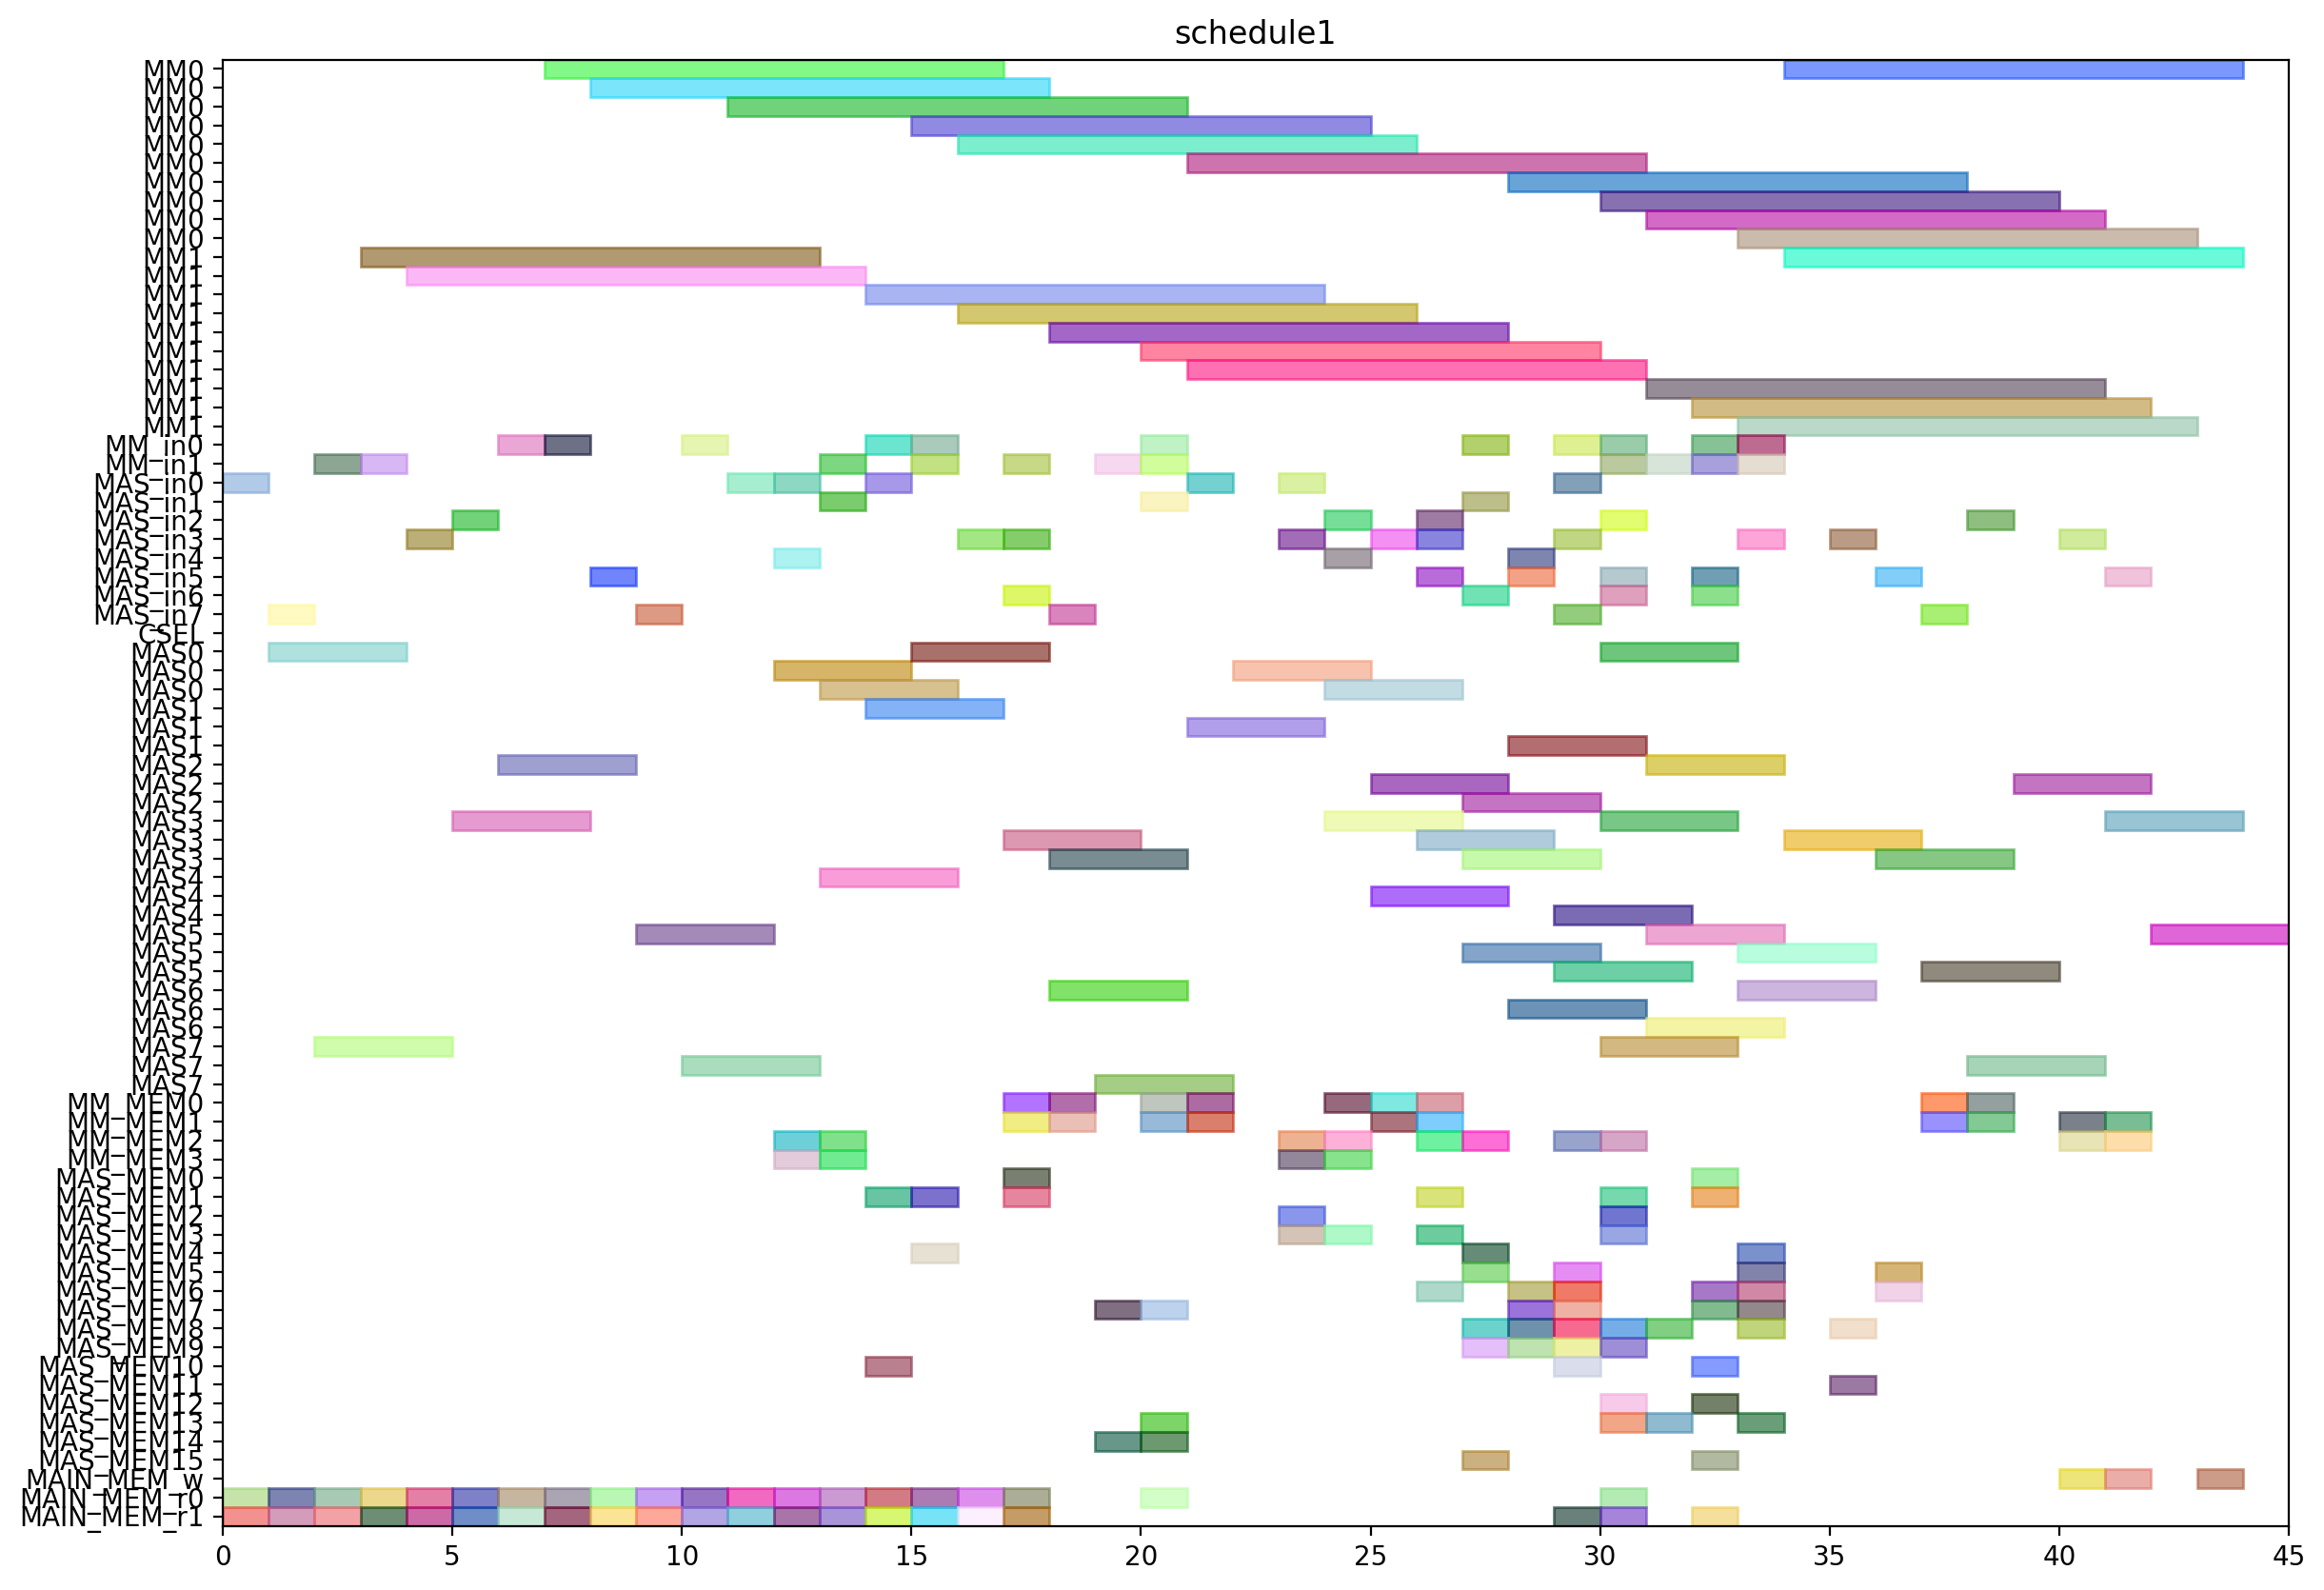 schedule1
MM0
MM0
MM0
MM0
MM0
MM0
MM0
MM0
MM0
MM0
MM1
MM1
MM1
MM1
MM1
MM1
MM1
MM1
MM1
MM1
MM_in0
MM_in1
MAS_in0
MAS_in1
MAS_in2
MAS_in3
MAS_in4
MAS_in5
MAS_in6
MAS_in7
CSEL
MAS0
MAS0
MAS0
MAS1
MAS1
MAS1
MAS2
MAS2
MAS2
MAS3
MAS3
MAS3
MAS4
MAS4
MAS4
MAS5
MAS5
MAS5
MAS6
MAS6
MAS6
MAS7
MAS7
MAS7
MM_MEM0
MM_MEM1
MM_MEM2
MM_MEM3
MAS_MEM0
MAS_MEM1
MAS_MEM2
MAS_MEM3
MAS_MEM4
MAS_MEM5
MAS_MEM6
MAS_MEM7
MAS_MEM8
MAS_MEM9
MAS_MEM10
MAS_MEM11
MAS_MEM12
MAS_MEM13
MAS_MEM14
MAS_MEM15
MAIN_MEM_w
MAIN_MEM_r0
MAIN_MEM_r1
0 5 10 15 20 25 30 35 40 45